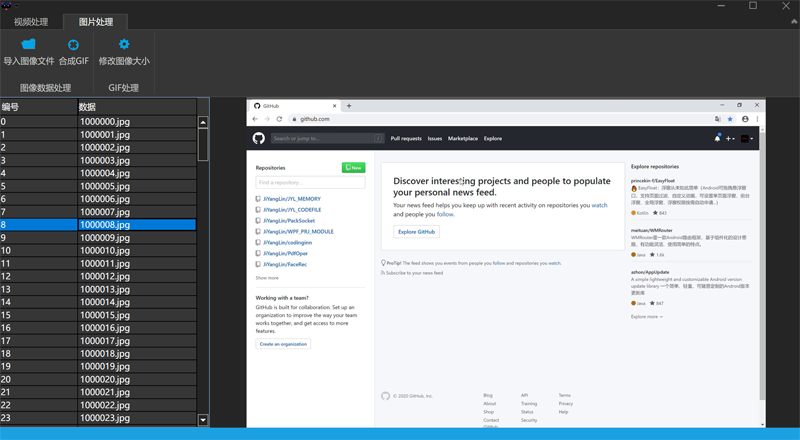 视频处理 图片处理
导入图像文件 合成GIF 修改图像大小
图像数据处理 GIF处理
编号 数据
0 1000000.jpg
1 1000001.jpg
2 1000002.jpg
3 1000003.jpg
4 1000004.jpg
5 1000005.jpg
6 1000006.jpg
7 1000007.jpg
8 1000008.jpg
9 1000009.jpg
10 1000010.jpg
11 1000011.jpg
12 1000012.jpg
13 1000013.jpg
14 1000014.jpg
15 1000015.jpg
16 1000016.jpg
17 1000017.jpg
18 1000018.jpg
19 1000019.jpg
20 1000020.jpg
21 1000021.jpg
22 1000022.jpg
23 1000023.jpg
GitHub
github.com
Search or jump to... / Pull requests Issues Marketplace Explore
Repositories New
Find a repository...
JiYangLin/JYL_MEMORY
JiYangLin/JYL_CODEFILE
JiYangLin/PackSocket
JiYangLin/WPF_PRJ_MODULE
JiYangLin/codinginn
JiYangLin/PdfOper
JiYangLin/FaceRec
Show more
Working with a team?
GitHub is built for collaboration. Set up an
organization to improve the way your team
works together, and get access to more
features.
Create an organization
Discover interesting projects and people to populate
your personal news feed.
Your news feed helps you keep up with recent activity on repositories you watch
and people you follow.
Explore GitHub
ProTip! The feed shows you events from people you follow and repositories you watch.
Subscribe to your news feed
Explore repositories
princekin-f/EasyFloat
EasyFloat：浮窗从未如此简单（Android可拖拽悬浮窗
口，支持页面过滤、自定义动画，可设置单页面浮窗、前台
浮窗、全局浮窗，浮窗权限按需自动申请...）
Kotlin 843
meituan/WMRouter
WMRouter是一款Android路由框架，基于组件化的设计思
路，有功能灵活、使用简单的特点。
Java 1.6k
azhon/AppUpdate
A simple lightweight and customizable Android version
update library 一个简单、轻量、可随意定制的Android版本
更新库
Java 847
Explore more →
© 2020 GitHub, Inc.
Blog API Terms
About Training Privacy
Shop Status Help
Contact Security